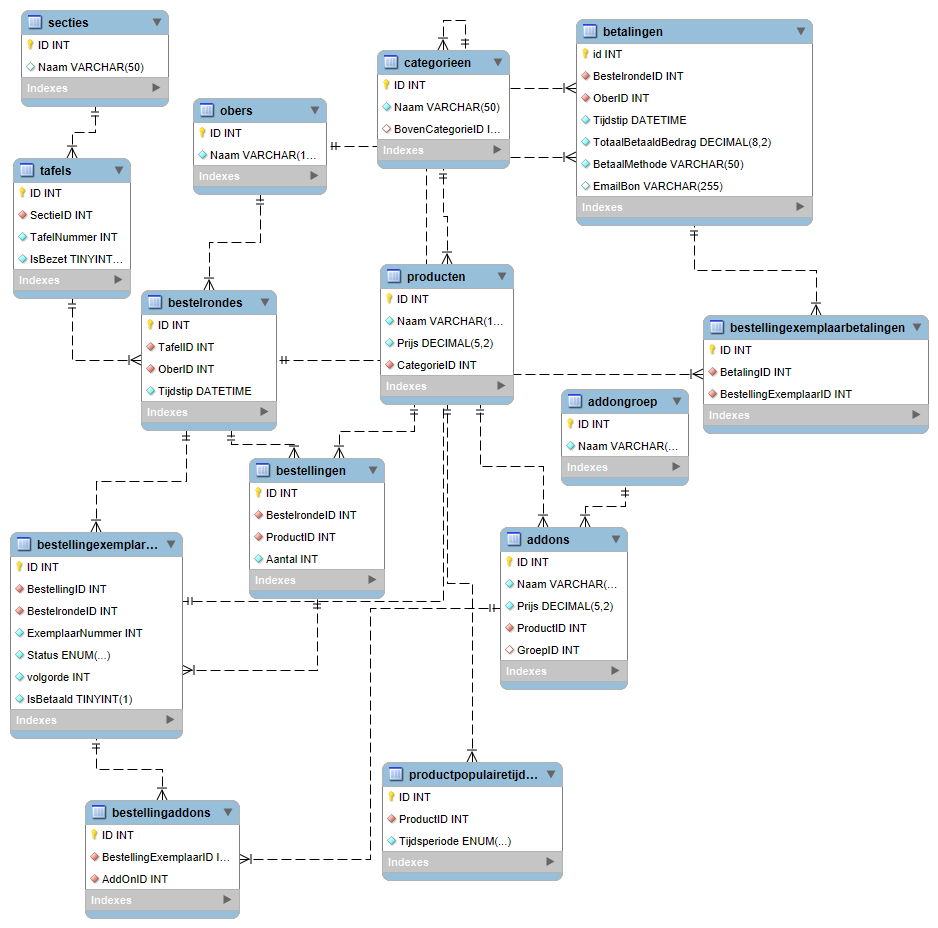 secties
ID INT
Naam VARCHAR(50)
Indexes
categorieen
ID INT
Naam VARCHAR(50)
BovenCategorieID I...
Indexes
betalingen
id INT
BestelrondeID INT
OberID INT
Tijdstip DATETIME
TotaalBetaaldBedrag DECIMAL(8,2)
BetaalMethode VARCHAR(50)
EmailBon VARCHAR(255)
Indexes
obers
ID INT
Naam VARCHAR(1...
Indexes
tafels
ID INT
SectieID INT
TafelNummer INT
IsBezet TINYINT...
Indexes
bestelrondes
ID INT
TafelID INT
OberID INT
Tijdstip DATETIME
Indexes
producten
ID INT
Naam VARCHAR(1...
Prijs DECIMAL(5,2)
CategorieID INT
Indexes
bestellingexemplaarbetalingen
ID INT
BetalingID INT
BestellingExemplaarID INT
Indexes
addongroep
ID INT
Naam VARCHAR(...
Indexes
bestellingen
ID INT
BestelrondeID INT
ProductID INT
Aantal INT
Indexes
bestellingexemplar...
ID INT
BestellingID INT
BestelrondeID INT
ExemplaarNummer INT
Status ENUM(...)
volgorde INT
IsBetaald TINYINT(1)
Indexes
addons
ID INT
Naam VARCHAR(...
Prijs DECIMAL(5,2)
ProductID INT
GroepID INT
Indexes
productpopulairetijd...
ID INT
ProductID INT
Tijdsperiode ENUM(...)
Indexes
bestellingaddons
ID INT
BestellingExemplaarID I...
AddOnID INT
Indexes